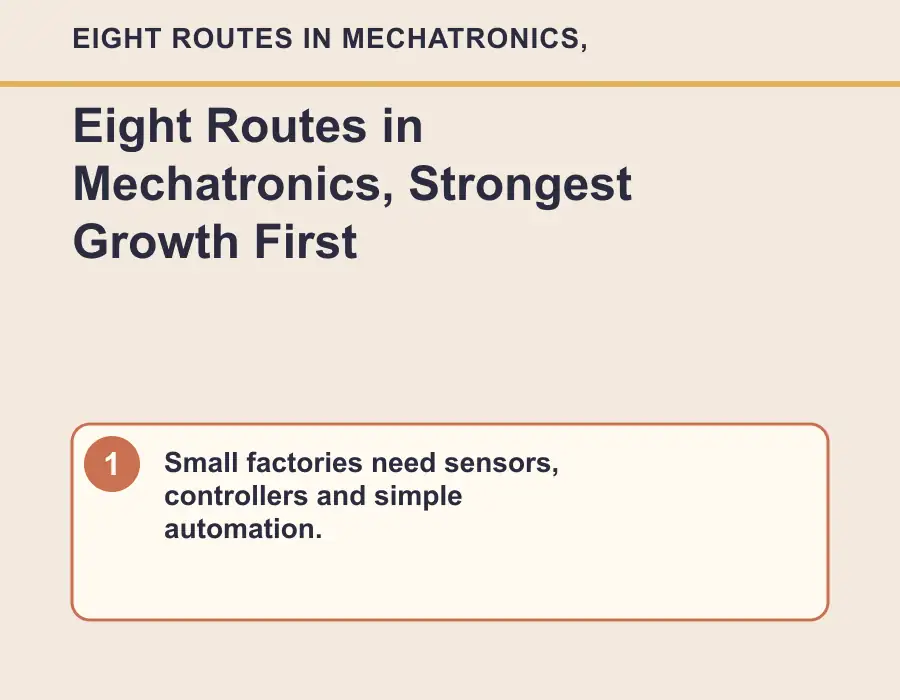 EIGHT ROUTES IN MECHATRONICS,
Eight Routes in
Mechatronics, Strongest
Growth First
1
Small factories need sensors,
controllers and simple
automation.